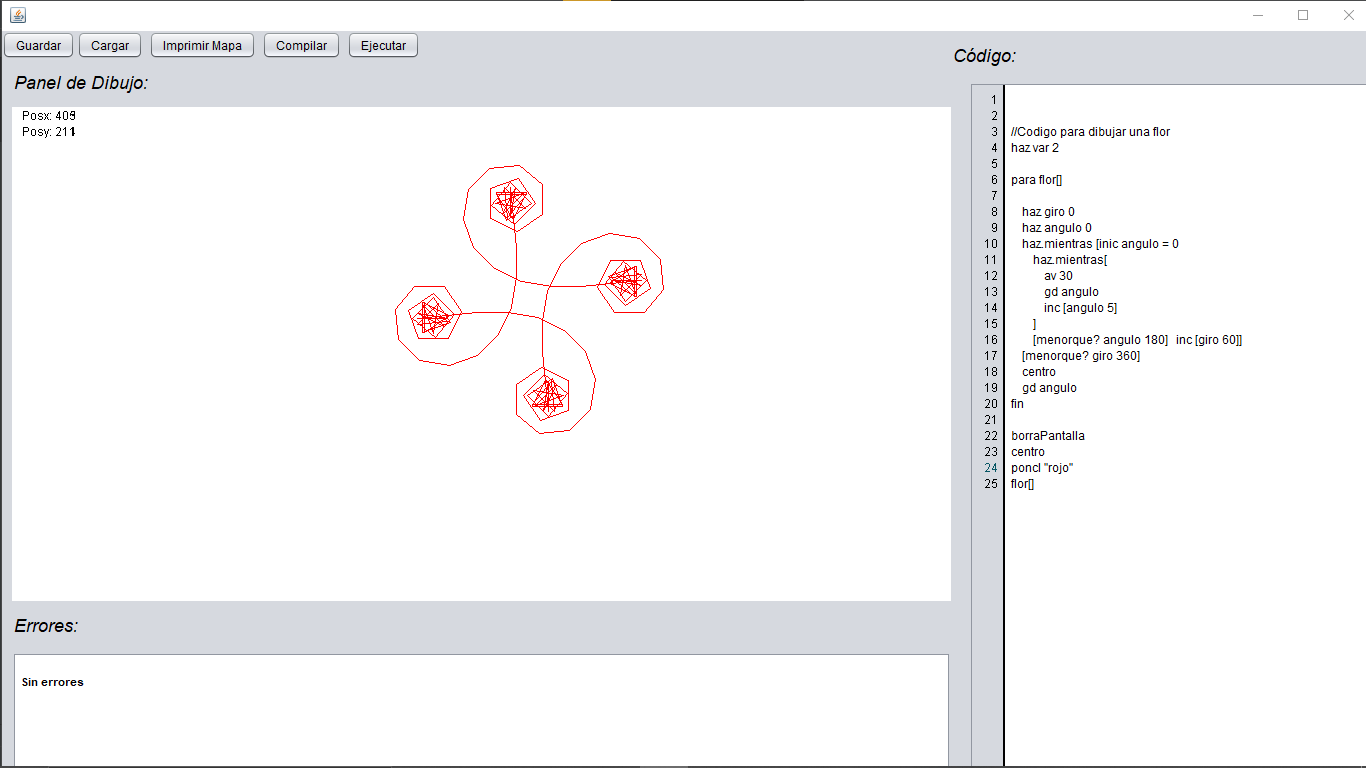 Guardar Cargar Imprimir Mapa Compilar Ejecutar
Panel de Dibujo:
Posx:
Posy: 211
Errores:
Sin errores
Código:
1
2
3 //Codigo para dibujar una flor
4 haz var 2
5
6 para flor[]
7
8 haz giro 0
9 haz angulo 0
10 haz.mientras [inic angulo = 0
11 haz.mientras[
12 av 30
13 gd angulo
14 inc [angulo 5]
15 ]
16 [menorque? angulo 180] inc [giro 60]]
17 [menorque? giro 360]
18 centro
19 gd angulo
20 fin
21
22 borraPantalla
23 centro
24 poncl "rojo"
25 flor[]